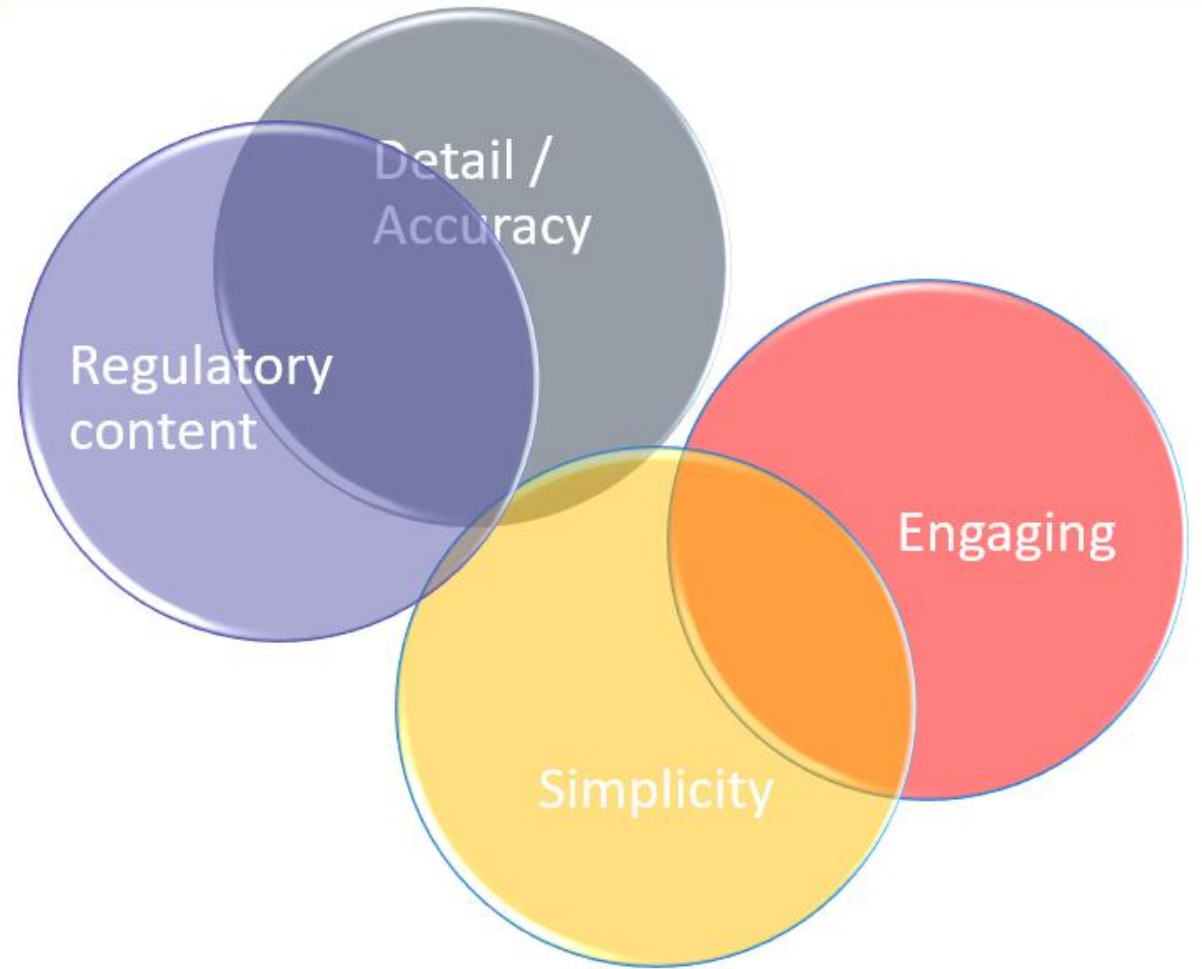 Detail /
Accuracy
Regulatory
content
Engaging
Simplicity